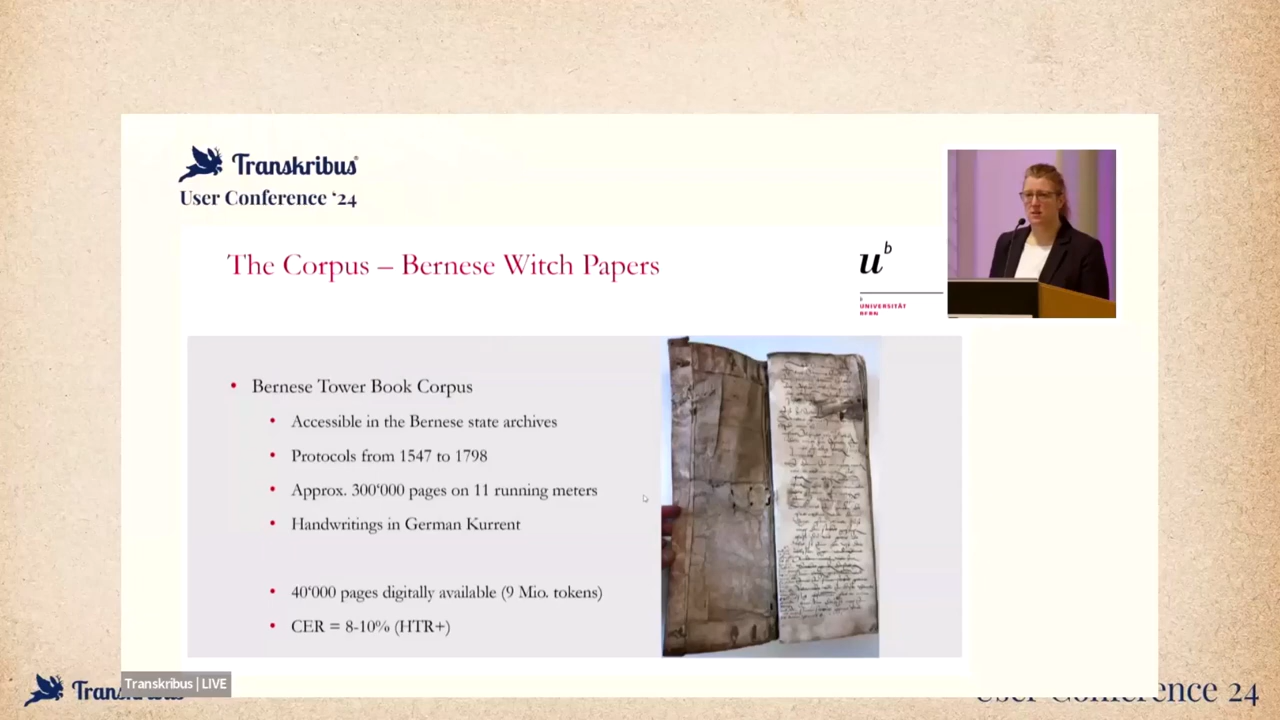 Transkribus
User Conference ‘24
The Corpus – Bernese Witch Papers
u b
b
UNIVERSITÄT
BERN
• Bernese Tower Book Corpus
• Accessible in the Bernese state archives
• Protocols from 1547 to 1798
• Approx. 300‘000 pages on 11 running meters
• Handwritings in German Kurrent
• 40‘000 pages digitally available (9 Mio. tokens)
• CER = 8-10% (HTR+)
Transkribus | LIVE
Transkribus
User Conference 24